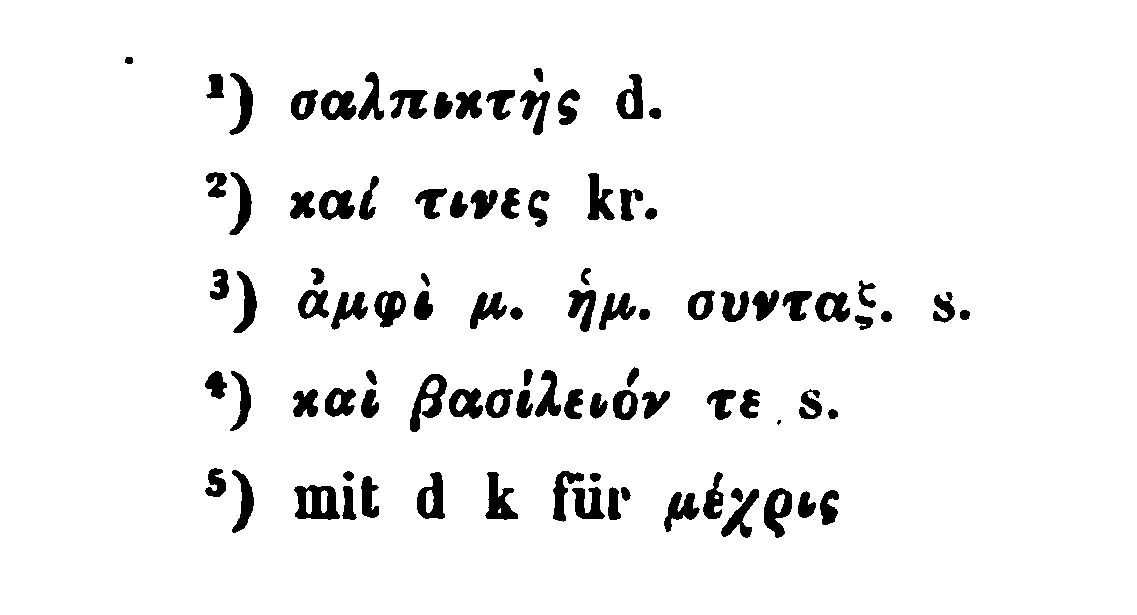 ¹) σαλπικτὴς d.
²) καί τινες kr.
³) ἀμφὶ μ. ἡμ. συνταξ. s.
⁴) καὶ βασίλειόν τε s.
⁵) mit d k für μέχρις